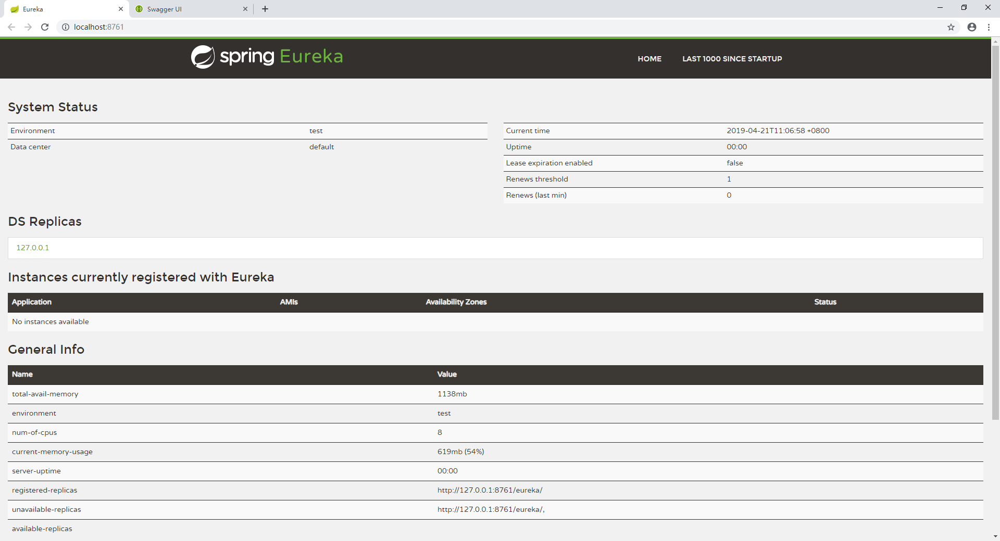 Eureka
Swagger UI
localhost:8761
spring Eureka
HOME LAST 1000 SINCE STARTUP
System Status
Environment test
Data center default
Current time 2019-04-21T11:06:58 +0800
Uptime 00:00
Lease expiration enabled false
Renews threshold 1
Renews (last min) 0
DS Replicas
127.0.0.1
Instances currently registered with Eureka
Application AMIs Availability Zones Status
No instances available
General Info
Name Value
total-avail-memory 1138mb
environment test
num-of-cpus 8
current-memory-usage 619mb (54%)
server-uptime 00:00
registered-replicas http://127.0.0.1:8761/eureka/
unavailable-replicas http://127.0.0.1:8761/eureka/,
available-replicas